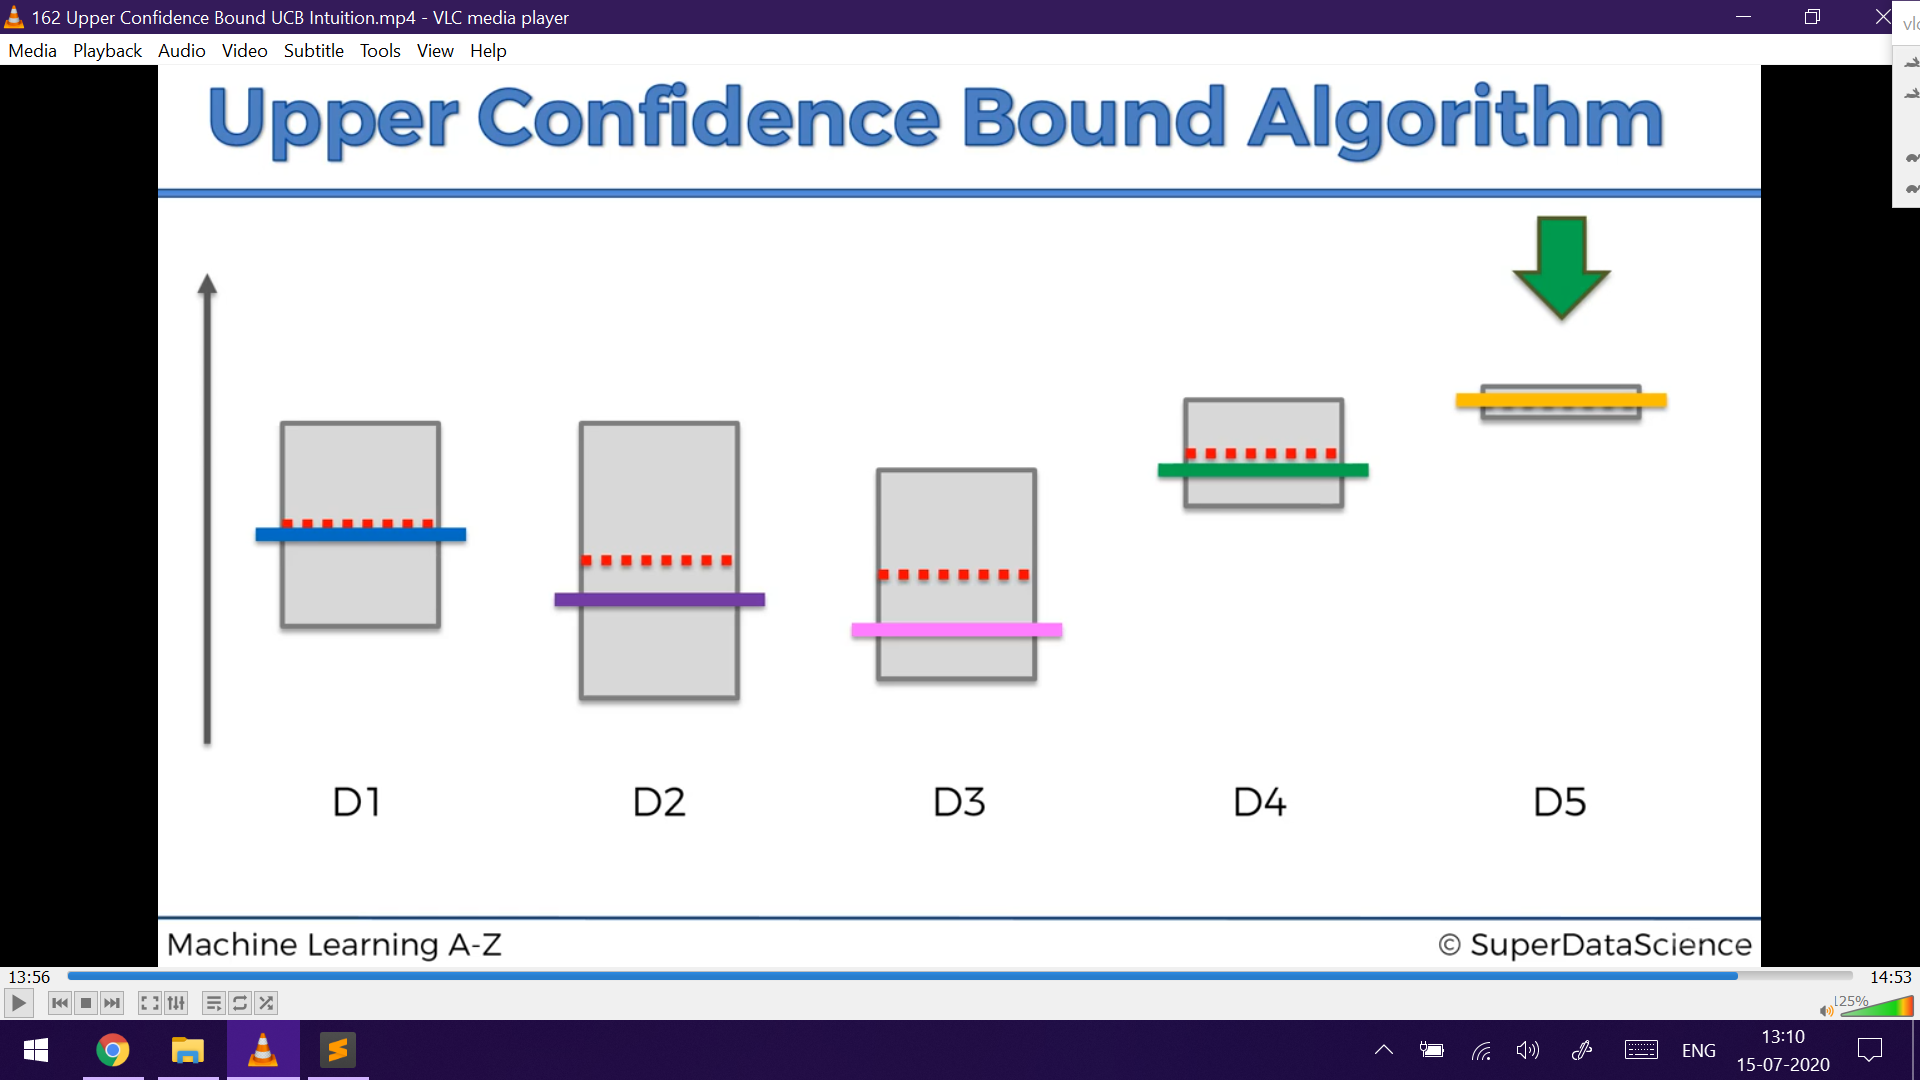 162 Upper Confidence Bound UCB Intuition.mp4 - VLC media player
Media Playback Audio Video Subtitle Tools View Help
Upper Confidence Bound Algorithm
D1 D2 D3 D4 D5
Machine Learning A-Z © SuperDataScience
13:56 14:53
125%
ENG 13:10
15-07-2020